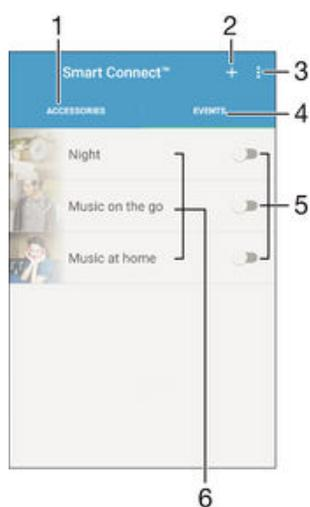 1
2
Smart Connect™ + 3
ACCESSORIES EVENTS 4
Night
Music on the go 5
Music at home
6